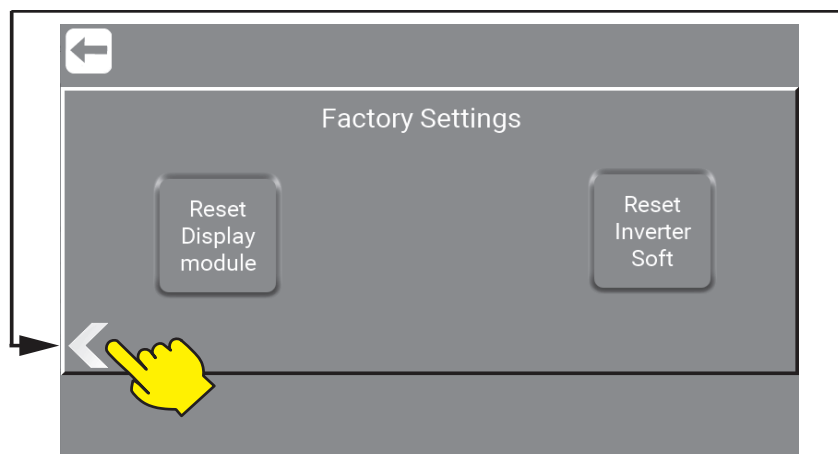 Factory Settings
Reset
Display
module
Reset
Inverter
Soft